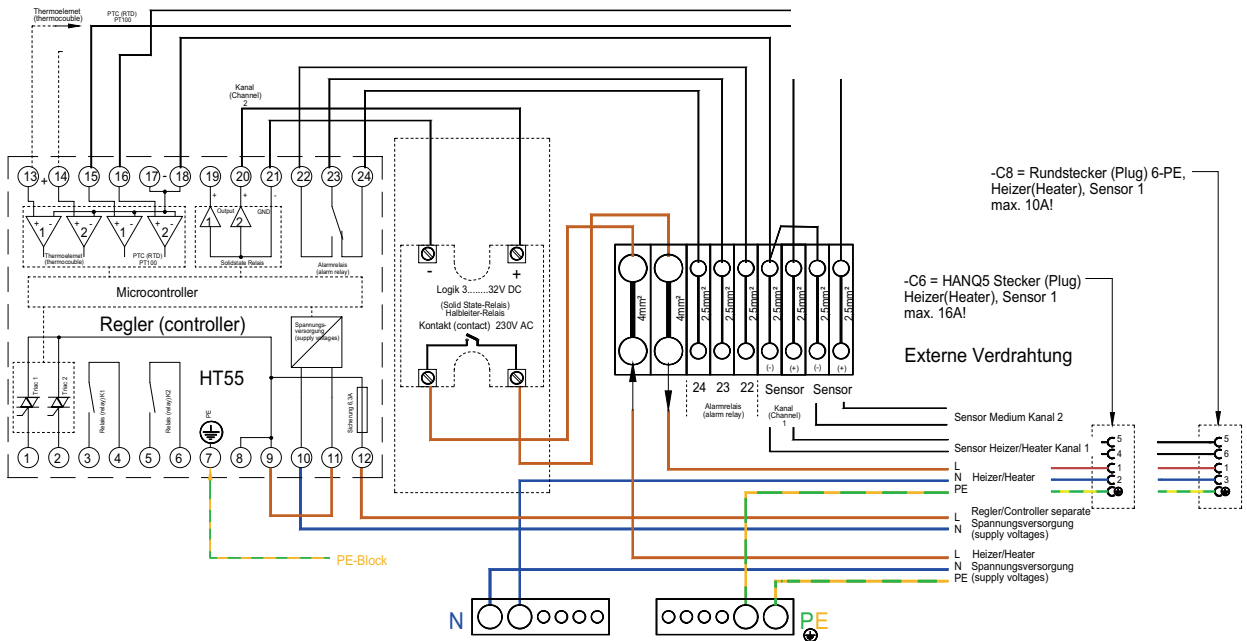 Thermoelemet
(thermocouble)
PTC (RTD)
PT100
Kanal
(Channel)
2
13 + 14 15 16 17 - 18 19 20 21 22 23 24
+ - + - + - + -
1 2 1 2
Thermoelemet
(thermocouble)
PTC (RTD)
PT100
+ + -
Output
GND
1 2
Solidstate Relais
Alarmrelais
(alarm relay)
Microcontroller
Regler (controller)
HT55
Spannungs-
versorgung
(supply voltages)
Triac 1
Triac 2
Relais (relay)K1
Relais (relay)K2
PE
Sicherung 6,3A
1 2 3 4 5 6 7 8 9 10 11 12
PE-Block
- +
Logik 3........32V DC
(Solid State-Relais)
Halbleiter-Relais
Kontakt (contact) 230V AC
4mm²
4mm²
2,5mm²
2,5mm²
2,5mm²
2,5mm²
2,5mm²
2,5mm²
2,5mm²
(-) (+) (-) (+)
24 23 22 Sensor Sensor
Alarmrelais
(alarm relay)
Kanal
(Channel)
1
-C8 = Rundstecker (Plug) 6-PE,
Heizer(Heater), Sensor 1
max. 10A!
-C6 = HANQ5 Stecker (Plug)
Heizer(Heater), Sensor 1
max. 16A!
Externe Verdrahtung
Sensor Medium Kanal 2
Sensor Heizer/Heater Kanal 1
L
N Heizer/Heater
PE
5
4
1
2
5
6
1
3
Regler/Controller separate
L Spannungsversorgung
N (supply voltages)
L Heizer/Heater
N Spannungsversorgung
PE (supply voltages)
N
PE